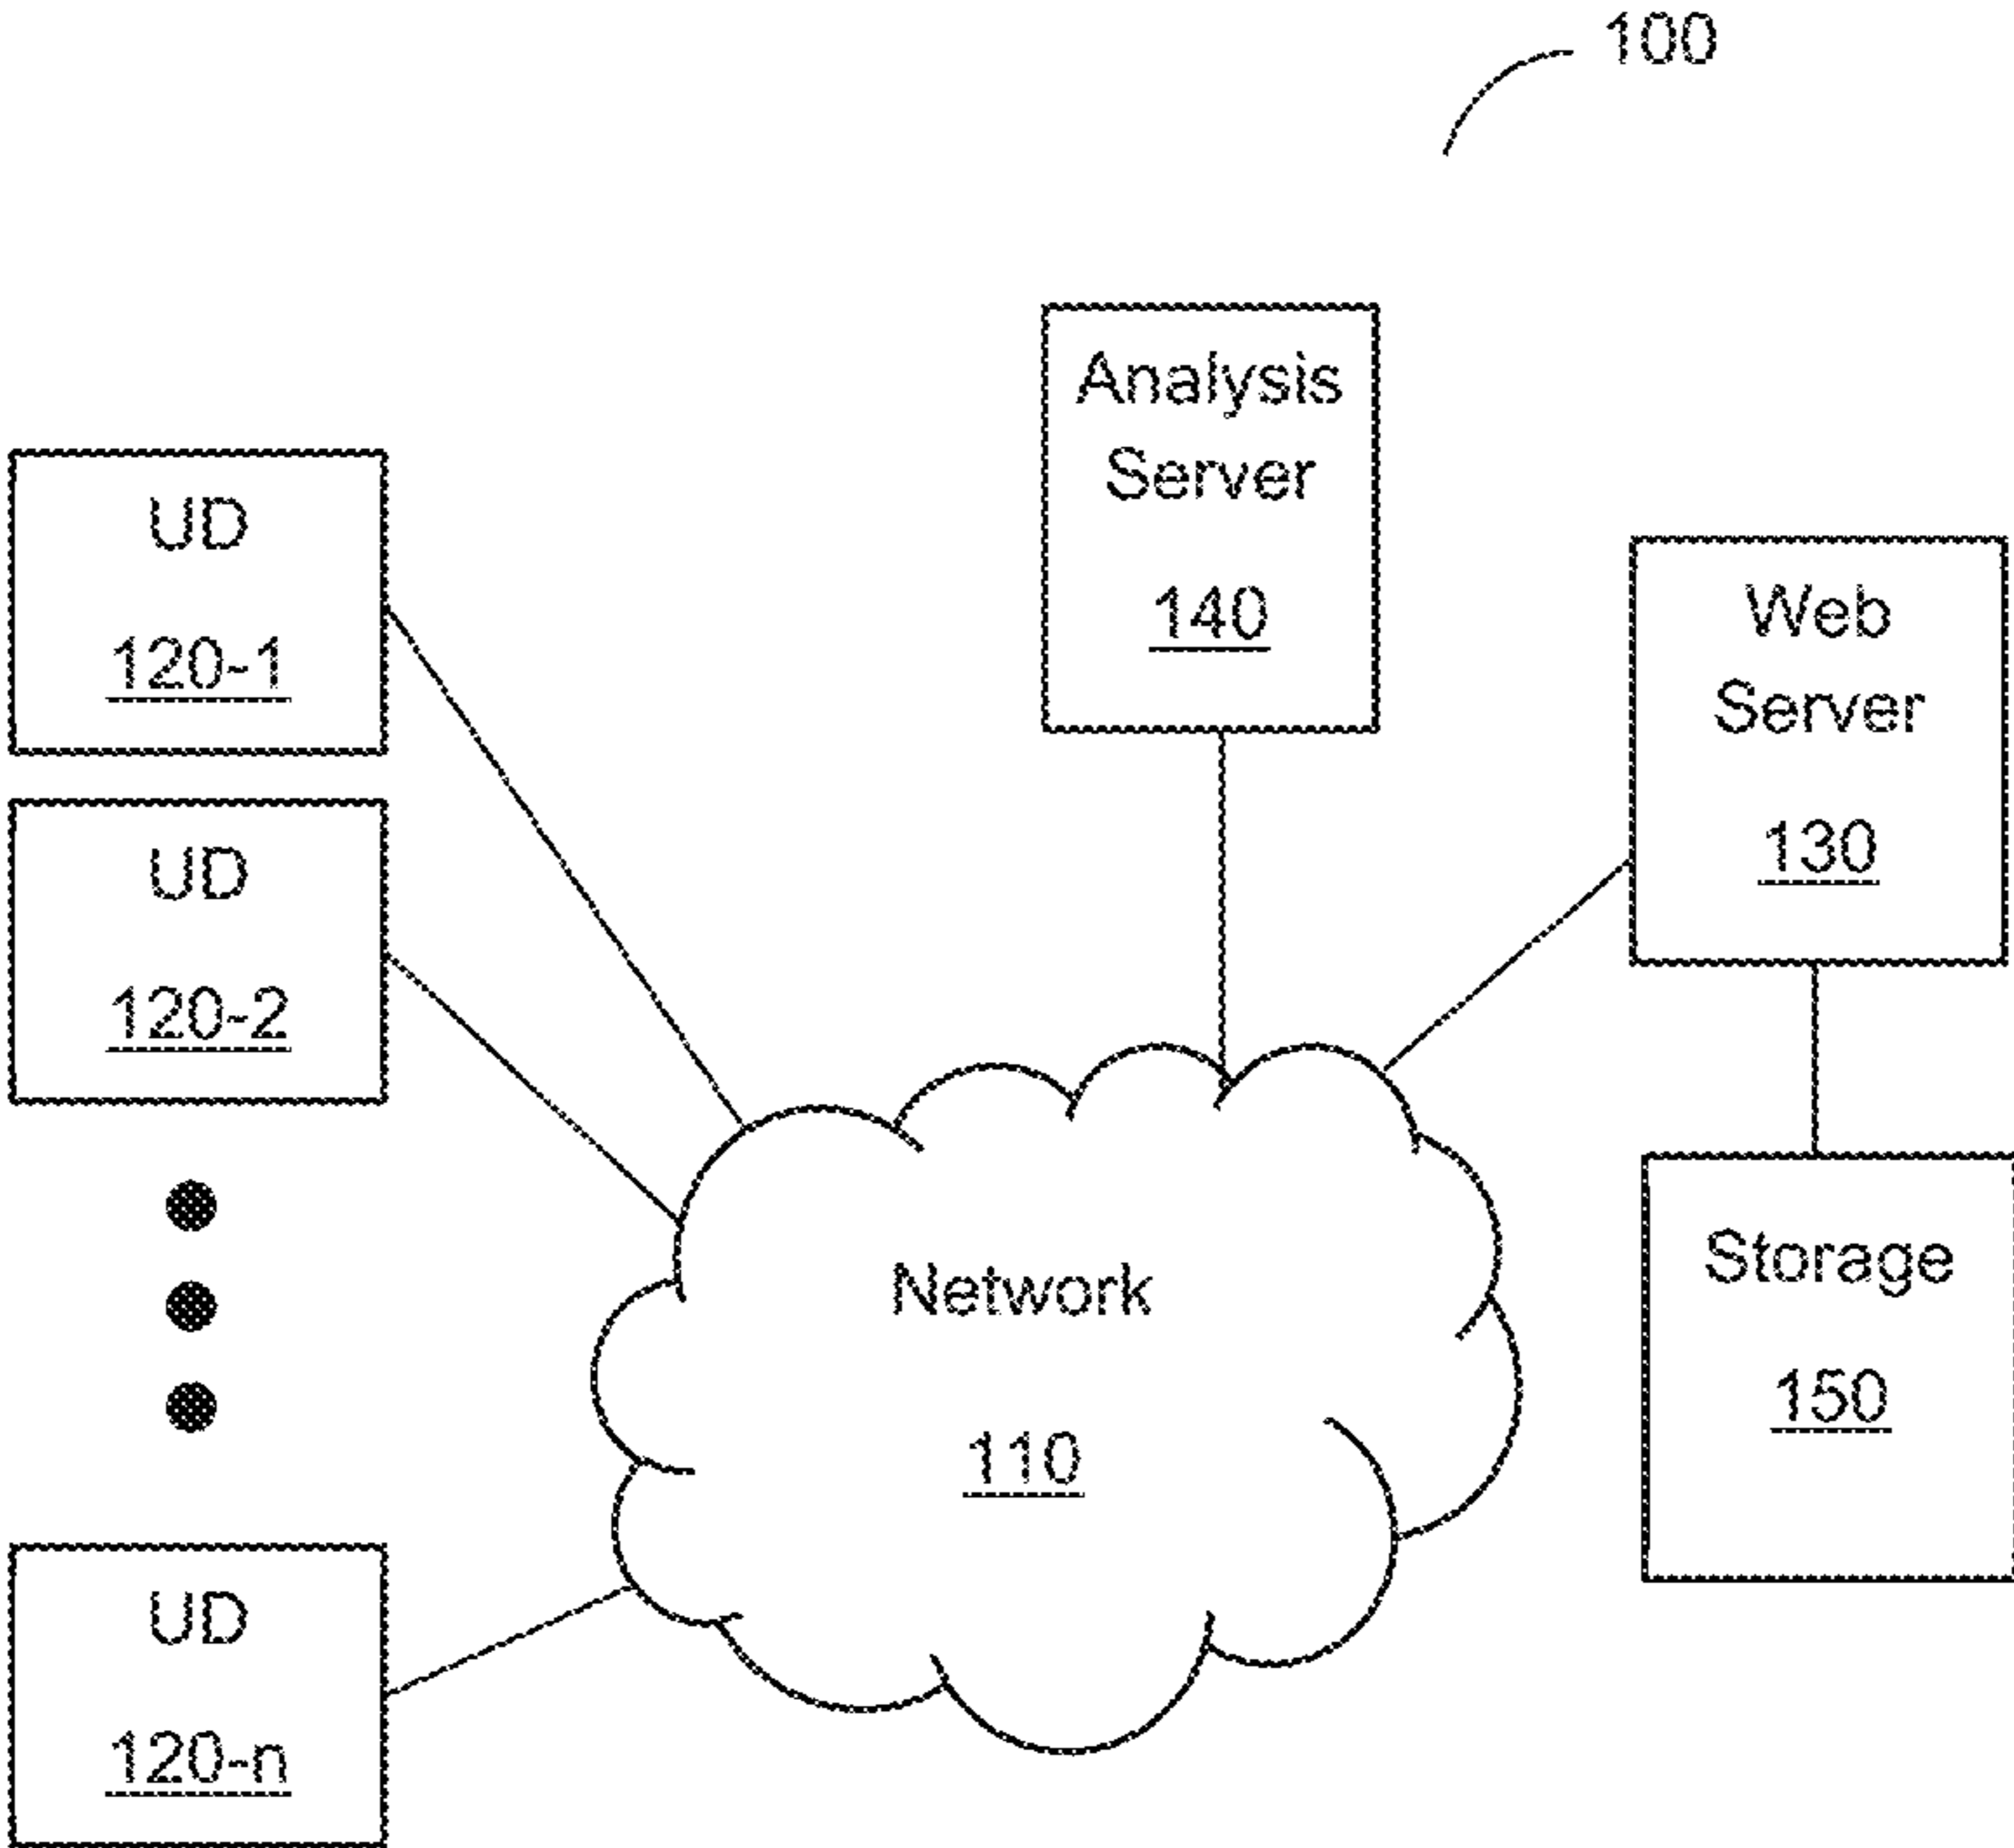 100
Analysis
Server
140
UD
120-1
Web
Server
130
UD
120-2
Network
110
Storage
150
UD
120-n